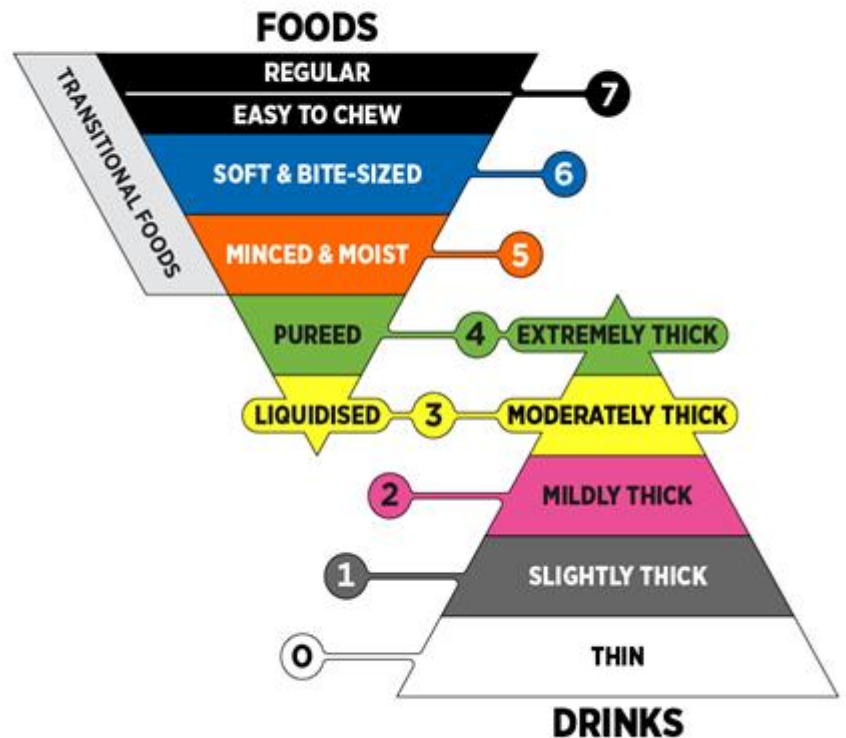 FOODS
TRANSITIONAL FOODS
REGULAR
7
EASY TO CHEW
SOFT & BITE-SIZED
6
MINCED & MOIST
5
PUREED
4
EXTREMELY THICK
LIQUIDISED
3
MODERATELY THICK
2
MILDLY THICK
1
SLIGHTLY THICK
0
THIN
DRINKS